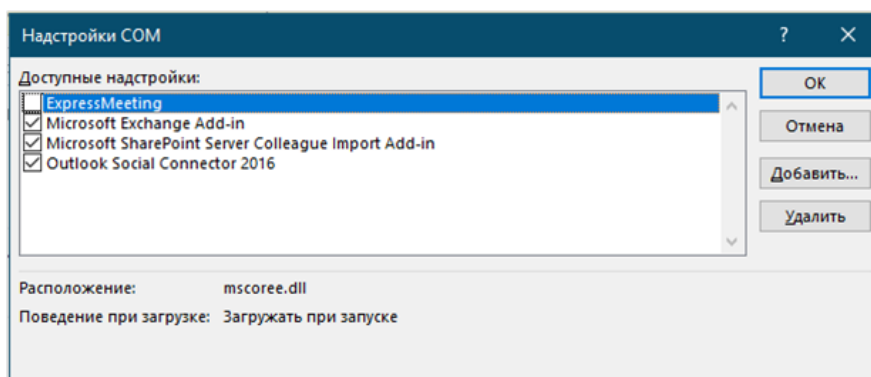 Надстройки COM
Доступные надстройки:
ExpressMeeting
Microsoft Exchange Add-in
Microsoft SharePoint Server Colleague Import Add-in
Outlook Social Connector 2016
ОК
Отмена
Добавить...
Удалить
Расположение: mscoree.dll
Поведение при загрузке: Загружать при запуске